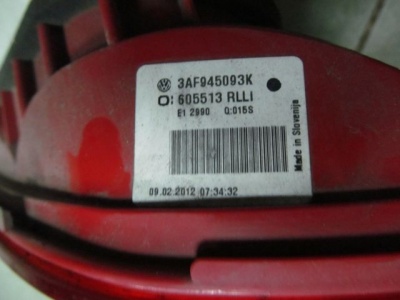 3AF945093K
O: 605513 RLLI
E1 2990 Q:015S
09.02.2012 07:34:32
Made in Slovenija